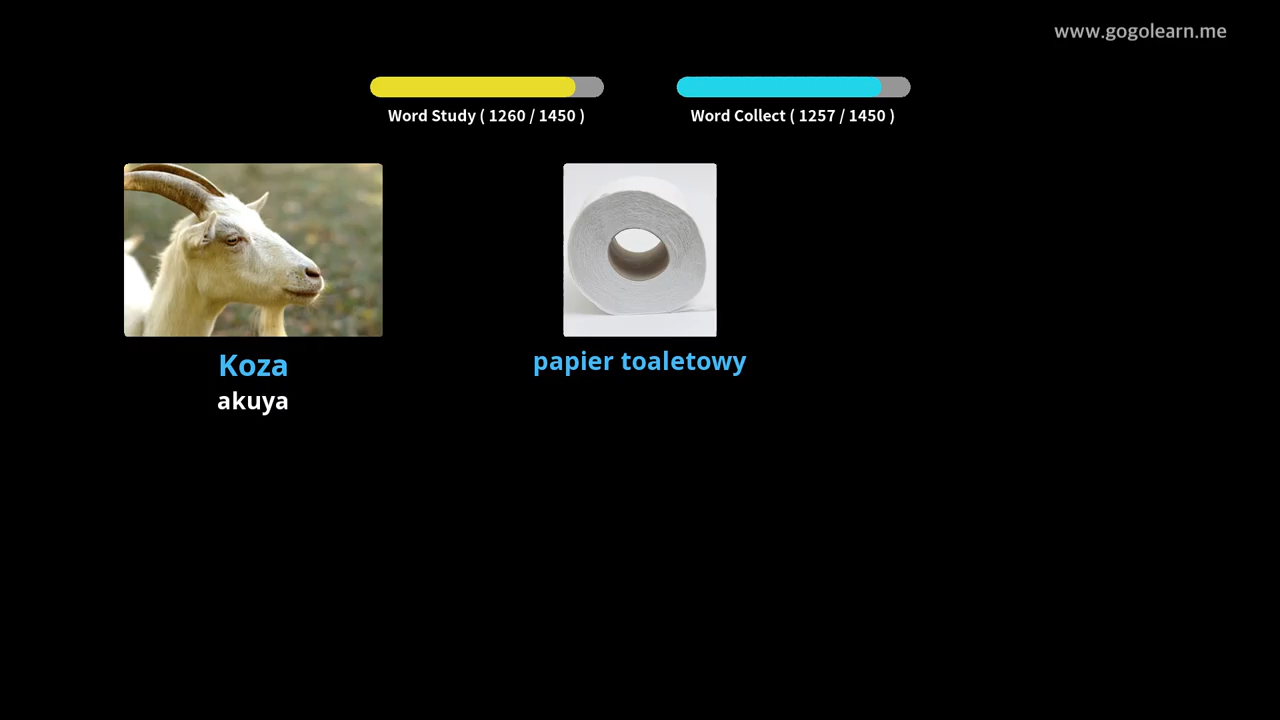 www.gogolearn.me
Word Study ( 1260 / 1450 )
Word Collect ( 1257 / 1450 )
Koza
akuya
papier toaletowy